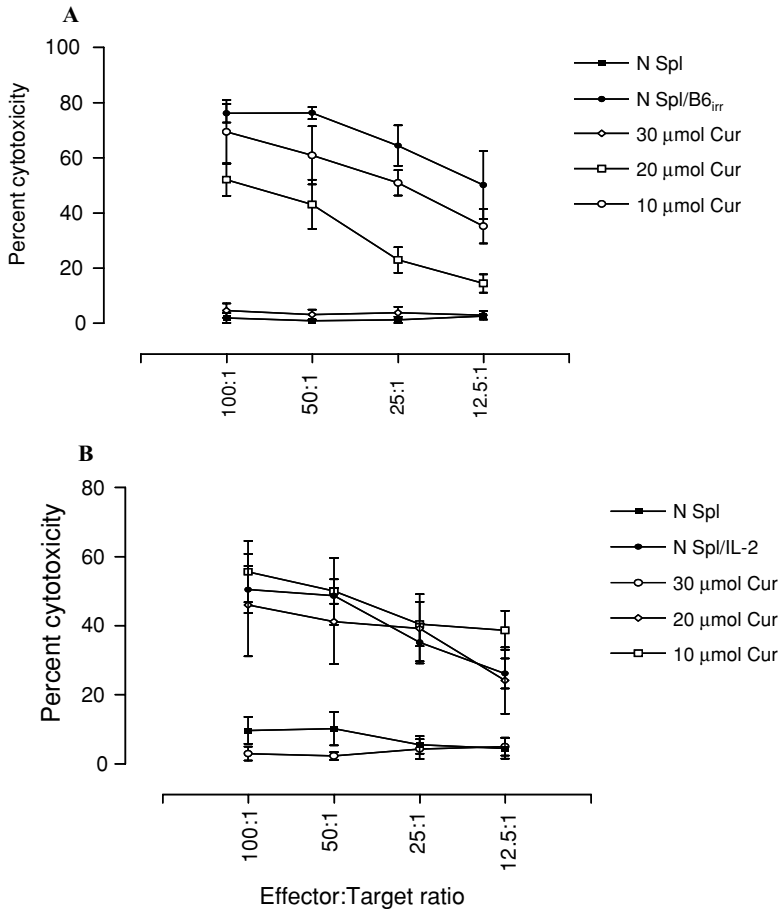 A
Percent cytotoxicity
100
80
60
40
20
0
100:1
50:1
25:1
12.5:1
N Spl
N Spl/B6irr
30 μmol Cur
20 μmol Cur
10 μmol Cur
B
Percent cytotoxicity
80
60
40
20
0
100:1
50:1
25:1
12.5:1
Effector:Target ratio
N Spl
N Spl/IL-2
30 μmol Cur
20 μmol Cur
10 μmol Cur